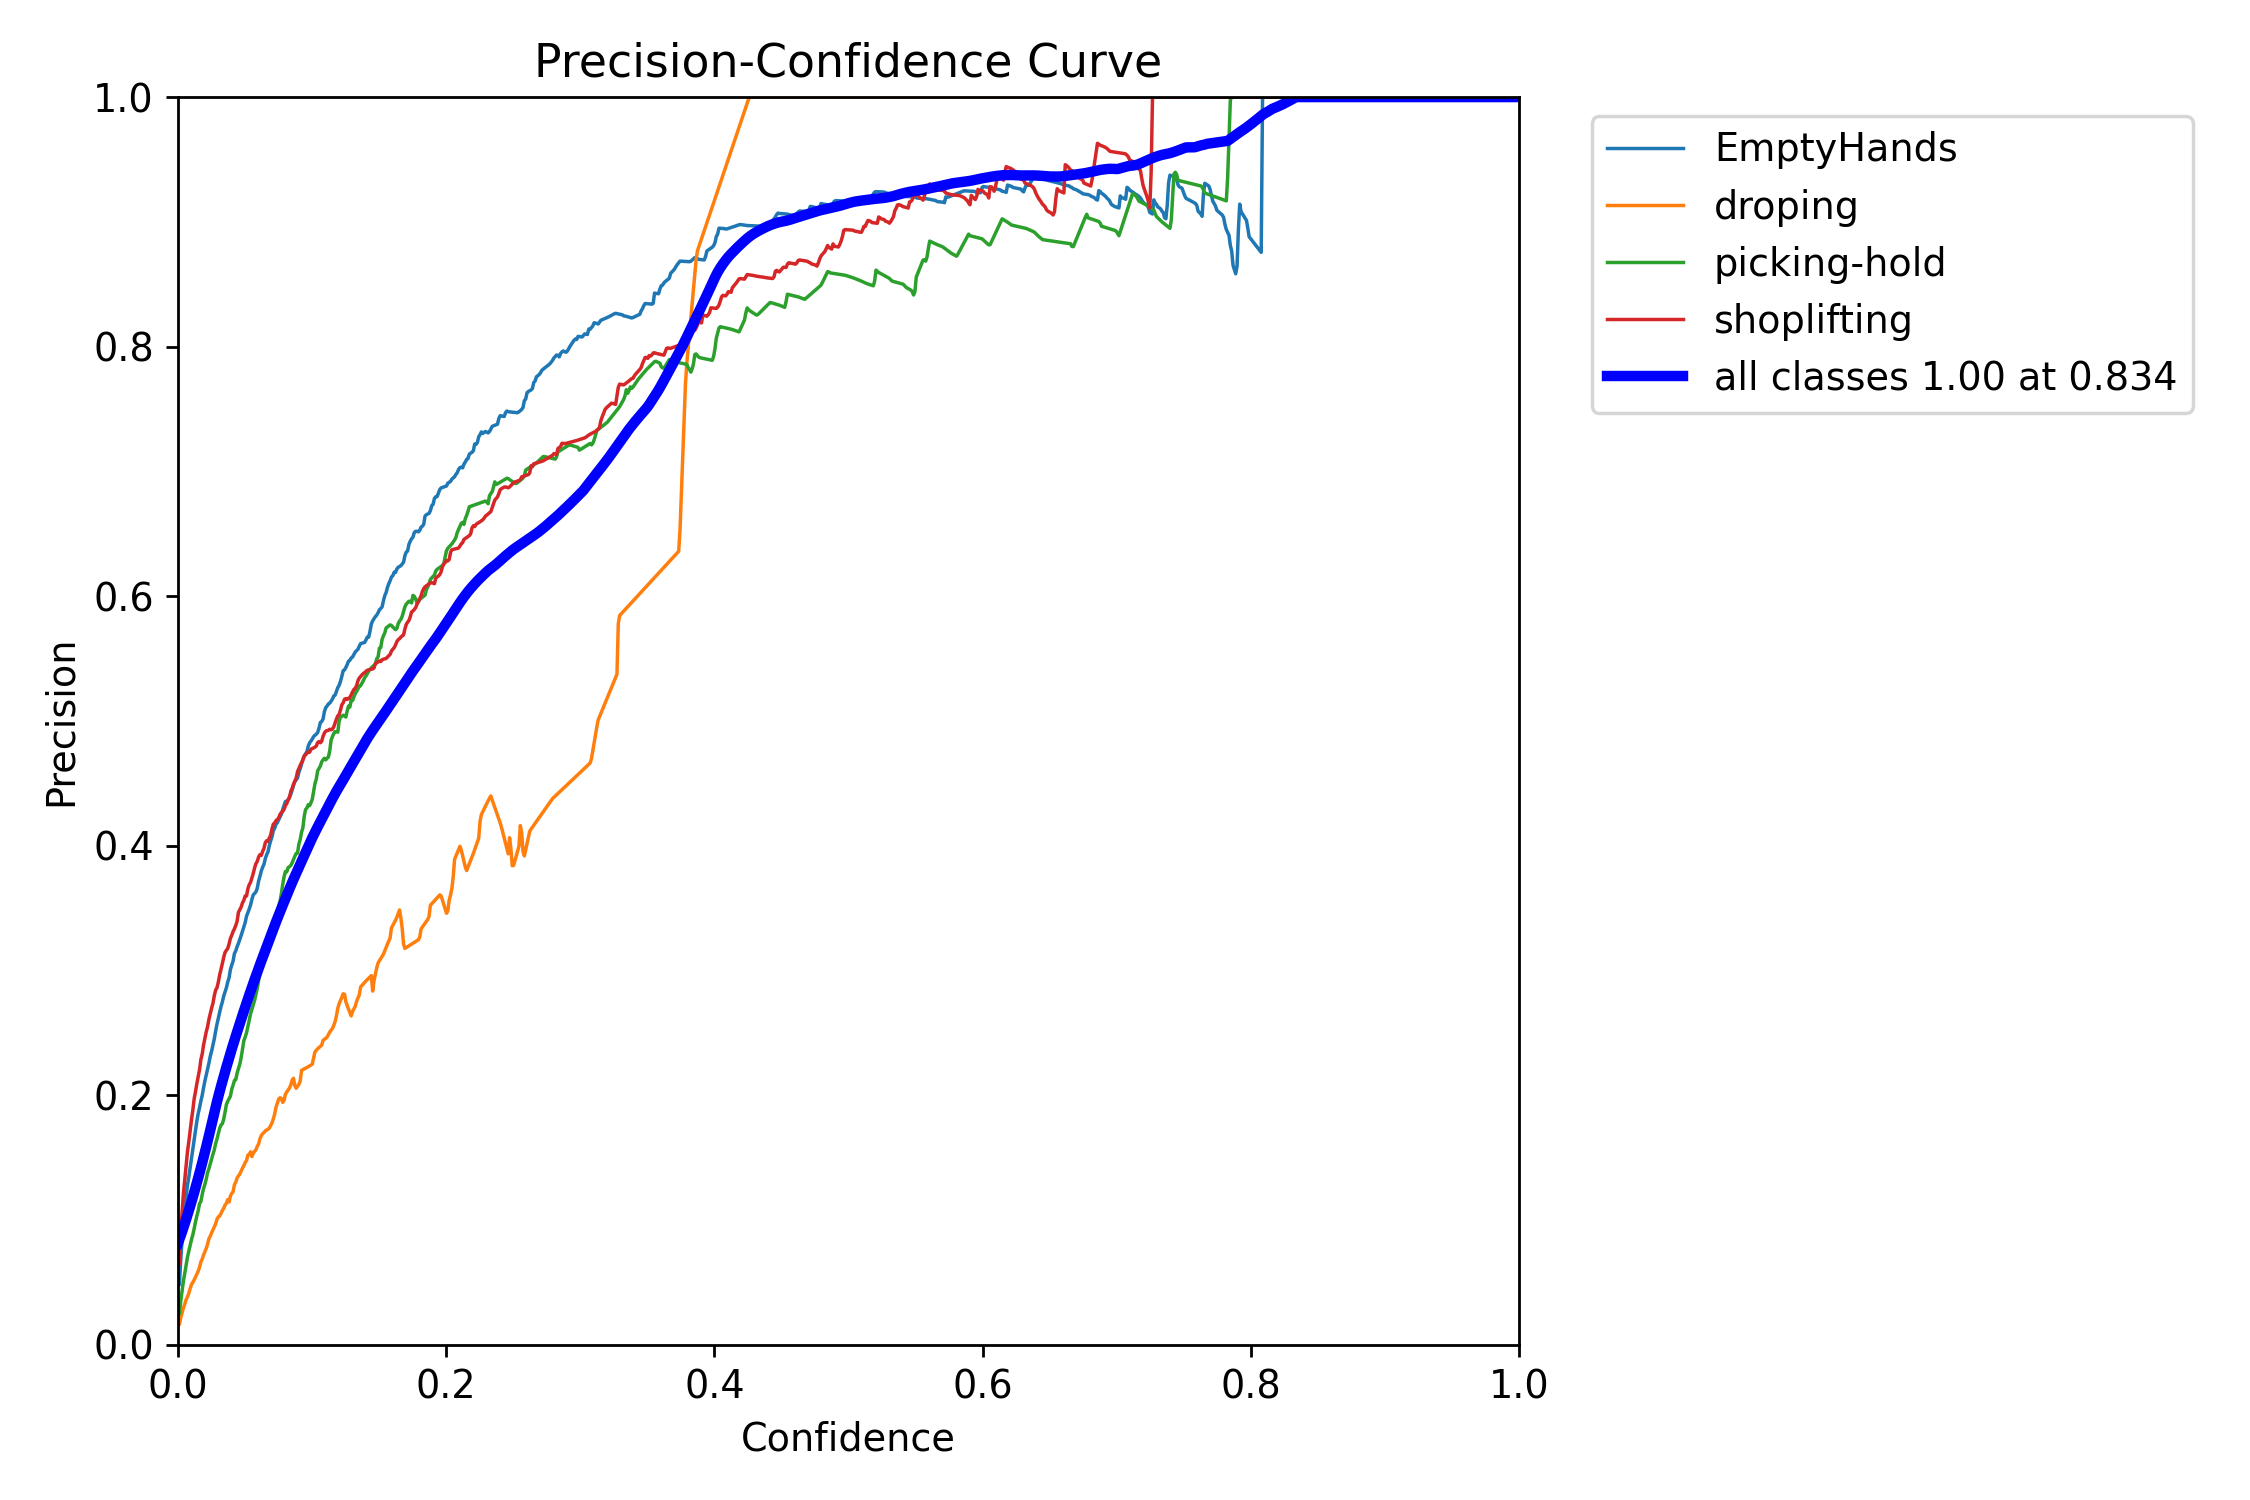 Precision-Confidence Curve
1.0
0.8
0.6
0.4
0.2
0.0
Precision
0.0 0.2 0.4 0.6 0.8 1.0
Confidence
EmptyHands
droping
picking-hold
shoplifting
all classes 1.00 at 0.834